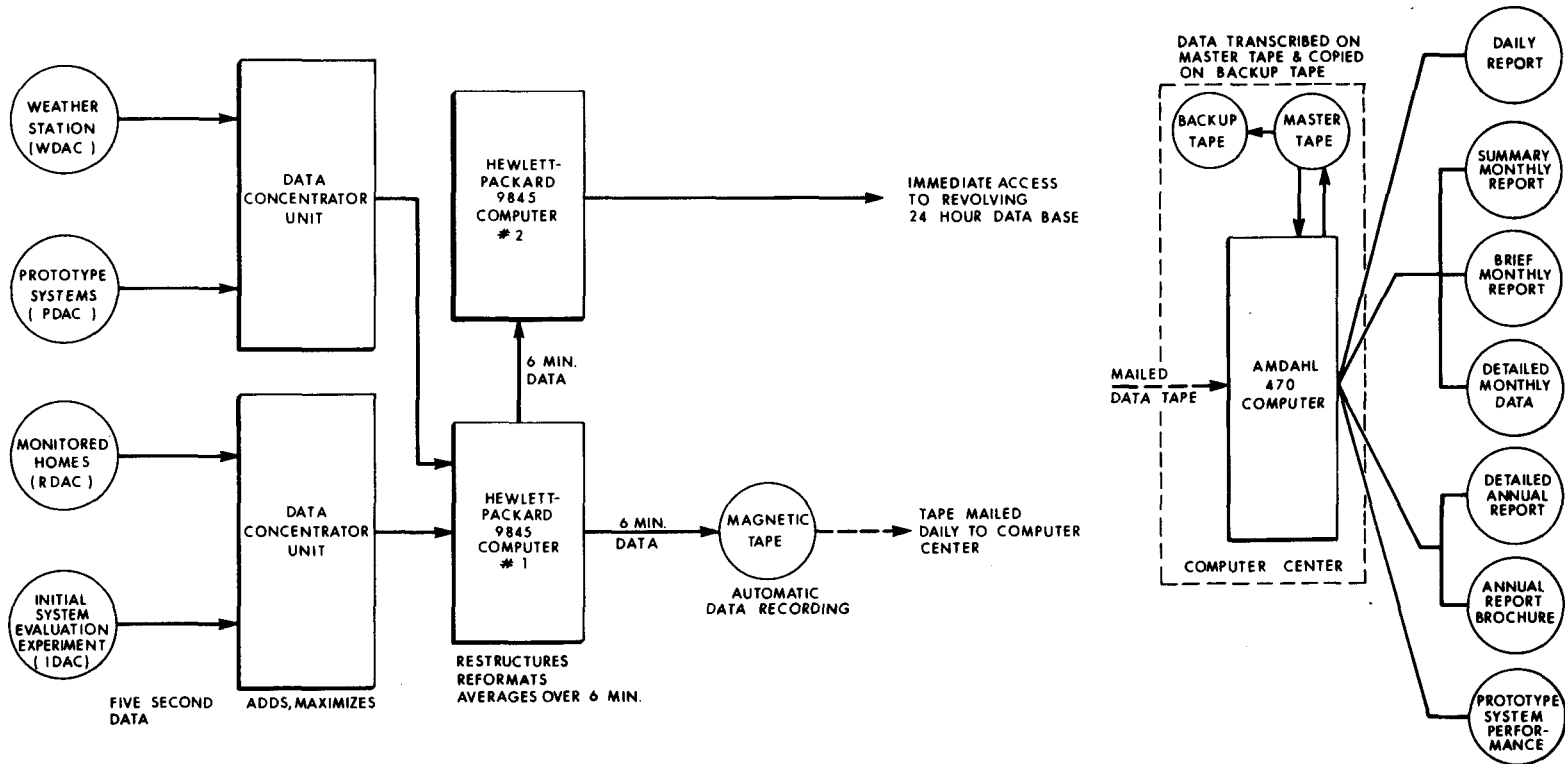 WEATHER
STATION
(WDAC)
PROTOTYPE
SYSTEMS
(PDAC)
MONITORED
HOMES
(RDAC)
INITIAL
SYSTEM
EVALUATION
EXPERIMENT
(IDAC)
FIVE SECOND
DATA
DATA
CONCENTRATOR
UNIT
DATA
CONCENTRATOR
UNIT
ADDS, MAXIMIZES
HEWLETT-
PACKARD
9845
COMPUTER
#2
6 MIN.
DATA
HEWLETT-
PACKARD
9845
COMPUTER
#1
RESTRUCTURES
REFORMATS
AVERAGES OVER 6 MIN.
IMMEDIATE ACCESS
TO REVOLVING
24 HOUR DATA BASE
6 MIN.
DATA
MAGNETIC
TAPE
AUTOMATIC
DATA RECORDING
TAPE MAILED
DAILY TO COMPUTER
CENTER
DATA TRANSCRIBED ON
MASTER TAPE & COPIED
ON BACKUP TAPE
BACKUP
TAPE
MASTER
TAPE
MAILED
DATA TAPE
AMDAHL
470
COMPUTER
COMPUTER CENTER
DAILY
REPORT
SUMMARY
MONTHLY
REPORT
BRIEF
MONTHLY
REPORT
DETAILED
MONTHLY
DATA
DETAILED
ANNUAL
REPORT
ANNUAL
REPORT
BROCHURE
PROTOTYPE
SYSTEM
PERFOR-
MANCE